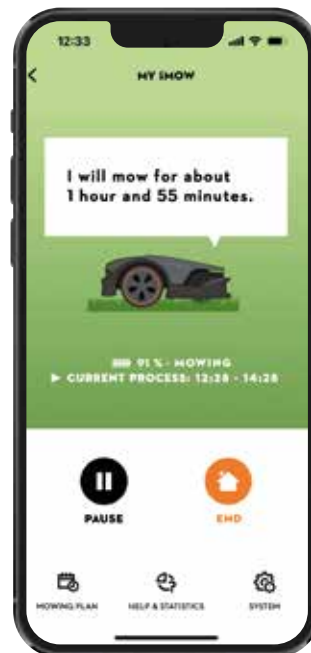 12:33
MY iMOW
I will mow for about
1 hour and 55 minutes.
91 % - MOWING
CURRENT PROCESS: 12:28 - 14:28
PAUSE
END
MOWING PLAN
HELP & STATISTICS
SYSTEM